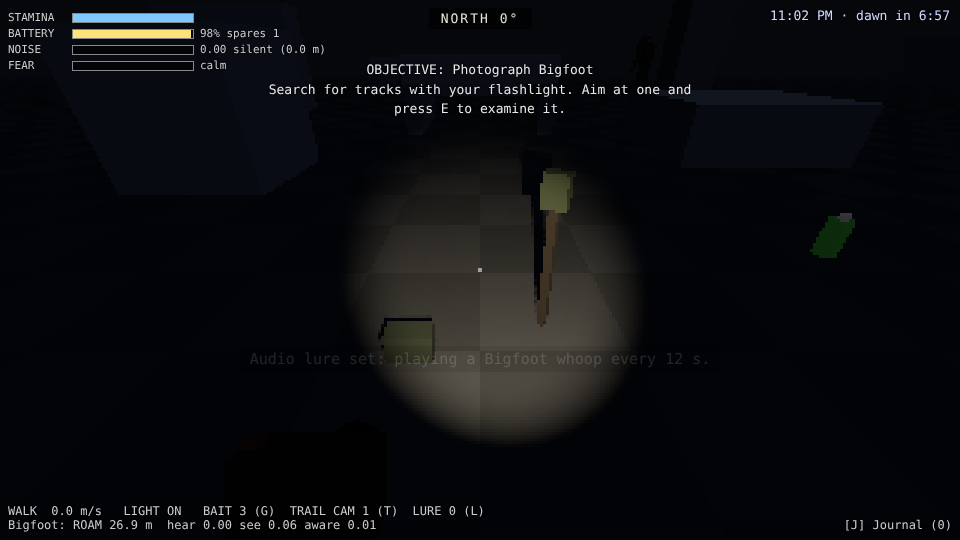 STAMINA
BATTERY 98% spares 1
NOISE 0.00 silent (0.0 m)
FEAR calm
NORTH 0°
11:02 PM · dawn in 6:57
OBJECTIVE: Photograph Bigfoot
Search for tracks with your flashlight. Aim at one and
press E to examine it.
Audio lure set: playing a Bigfoot whoop every 12 s.
WALK 0.0 m/s LIGHT ON BAIT 3 (G) TRAIL CAM 1 (T) LURE 0 (L)
Bigfoot: ROAM 26.9 m hear 0.00 see 0.06 aware 0.01
[J] Journal (0)